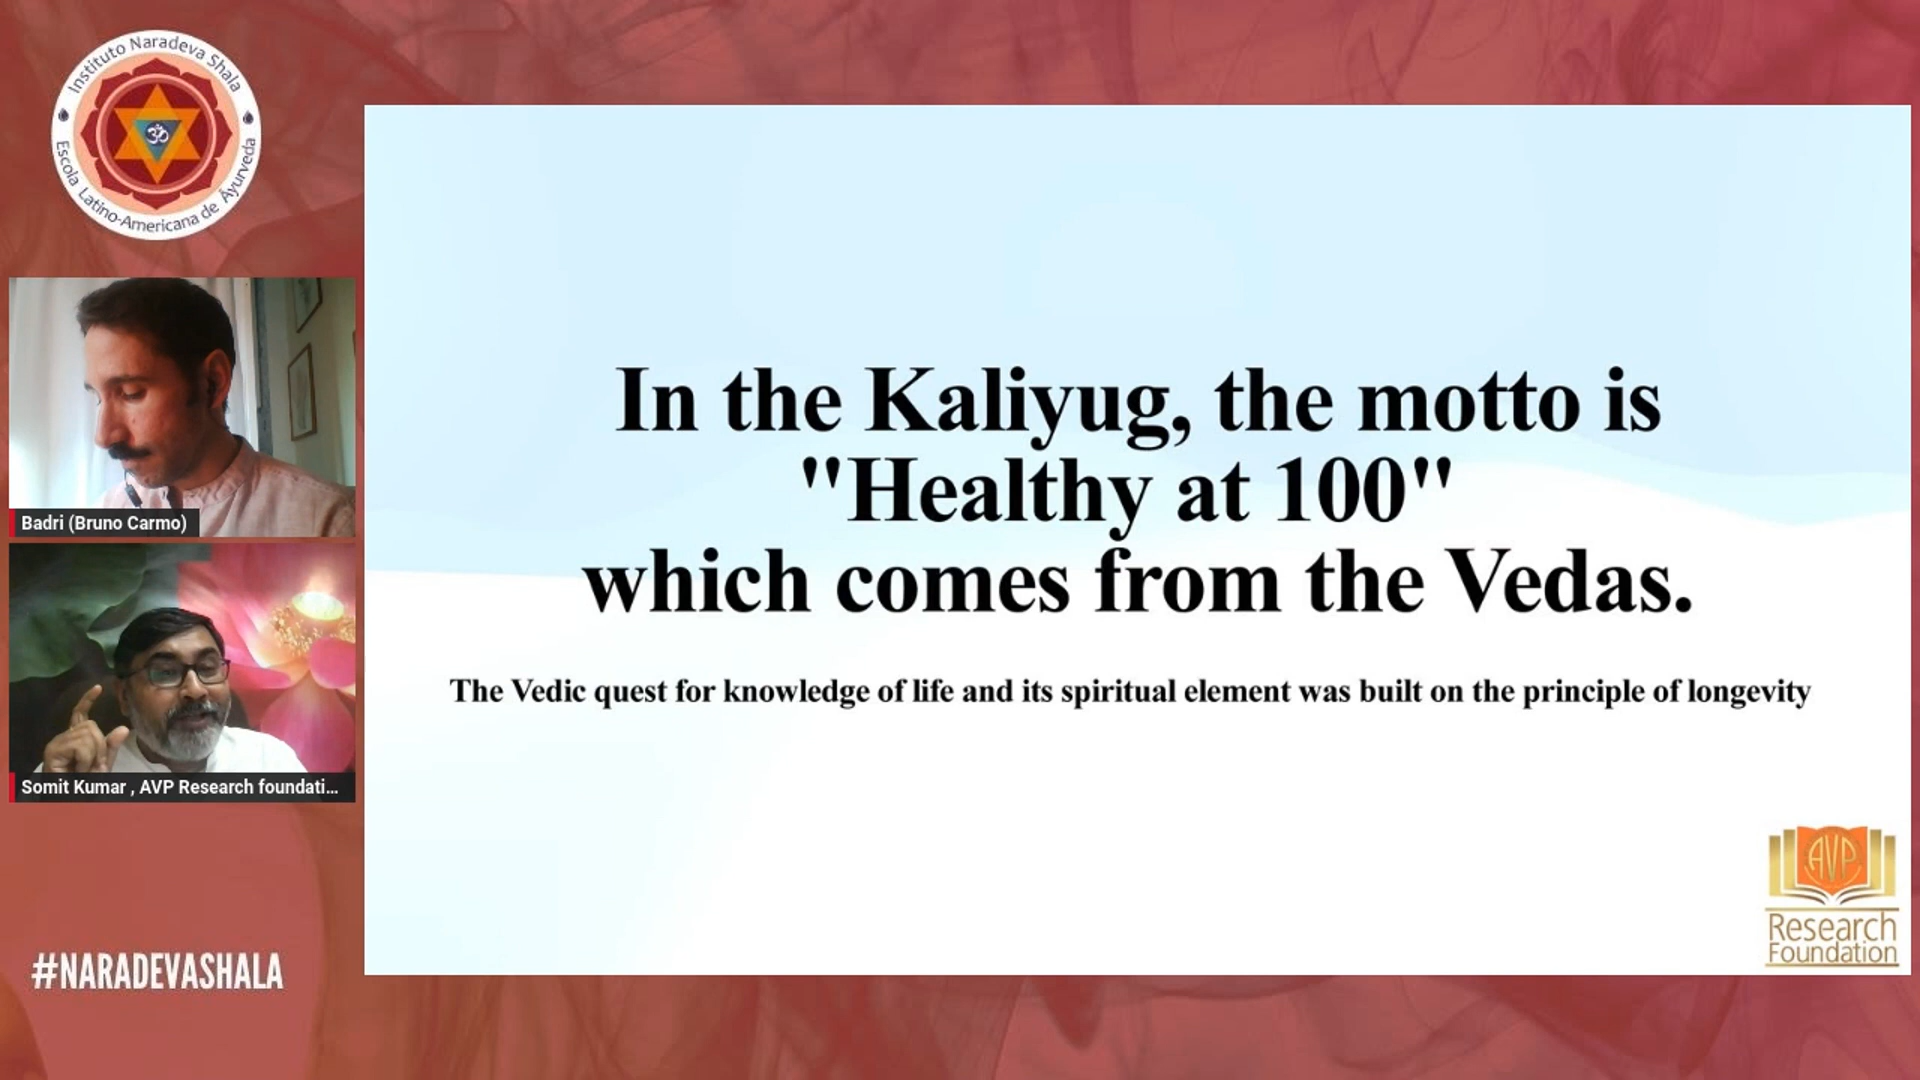 Instituto Naradeva Shala
Escola Latino-Americana de Áyurveda
ॐ
Badri (Bruno Carmo)
Somit Kumar , AVP Research foundati...
#NARADEVASHALA
In the Kaliyug, the motto is
"Healthy at 100"
which comes from the Vedas.
The Vedic quest for knowledge of life and its spiritual element was built on the principle of longevity
AVP
Research
Foundation